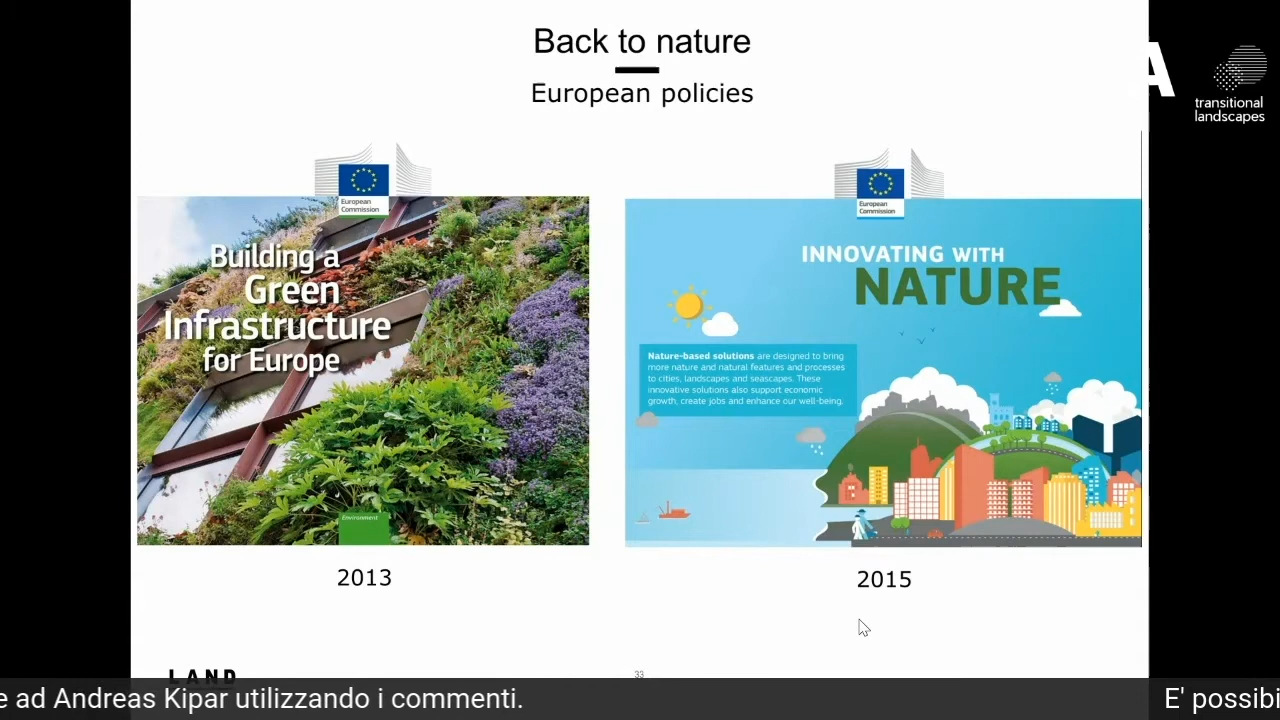 Back to nature
European policies
A
transitional
landscapes
European
Commission
Building a
Green
Infrastructure
for Europe
Environment
2013
European
Commission
INNOVATING WITH
NATURE
Nature-based solutions are designed to bring
more nature and natural features and processes
to cities, landscapes and seascapes. These
innovative solutions also support economic
growth, create jobs and enhance our well-being.
2015
LAND
33
e ad Andreas Kipar utilizzando i commenti.
E' possibi